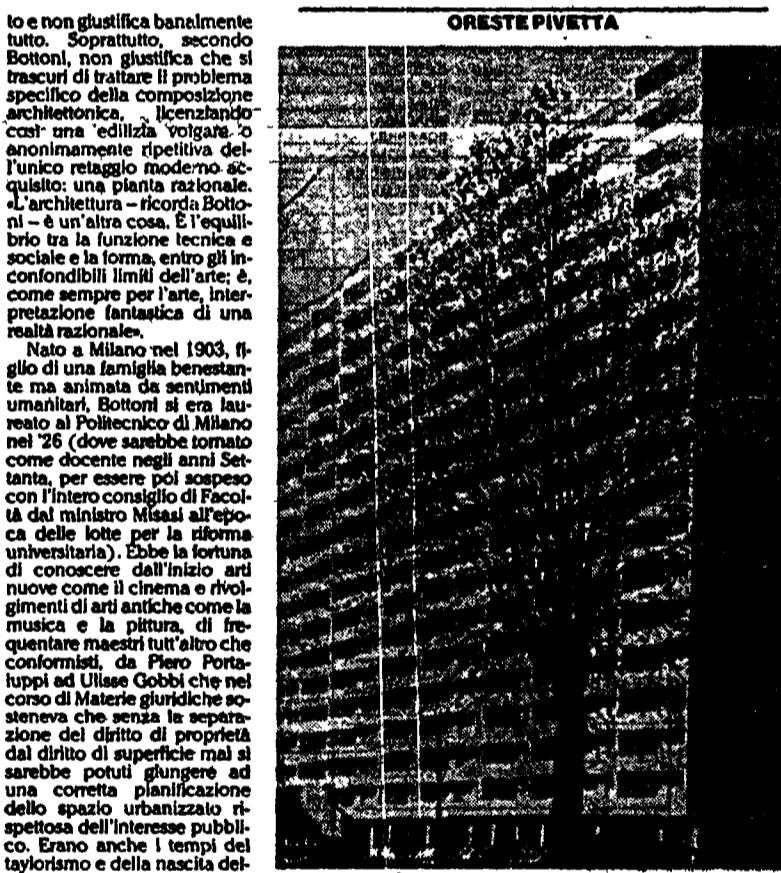 to e non giustifica banalmente
tutto. Soprattutto, secondo
Bottoni, non giustifica che si
trascuri di trattare il problema
specifico della composizione
architettonica, licenziando
così una edilizia volgare o
anonimamente ripetitiva del-
l'unico retaggio moderno ac-
quisito: una pianta razionale.
«L'architettura – ricorda Botto-
ni – è un'altra cosa. È l'equili-
brio tra la funzione tecnica e
sociale e la forma, entro gli in-
confondibili limiti dell'arte; è,
come sempre per l'arte, inter-
pretazione fantastica di una
realtà razionale».
Nato a Milano nel 1903, fi-
glio di una famiglia benestan-
te ma animata da sentimenti
umanitari, Bottoni si era lau-
reato al Politecnico di Milano
nel '26 (dove sarebbe tornato
come docente negli anni Set-
tanta, per essere poi sospeso
con l'intero consiglio di Facol-
tà dal ministro Misasi all'epo-
ca delle lotte per la riforma
universitaria). Ebbe la fortuna
di conoscere dall'inizio arti
nuove come il cinema e rivol-
gimenti di arti antiche come la
musica e la pittura, di fre-
quentare maestri tutt'altro che
conformisti, da Piero Porta-
luppi ad Ulisse Gobbi che nel
corso di Materie giuridiche so-
steneva che senza la separa-
zione del diritto di proprietà
dal diritto di superficie mai si
sarebbe potuti giungere ad
una corretta pianificazione
dello spazio urbanizzato ri-
spettosa dell'interesse pubbli-
co. Erano anche i tempi del
taylorismo e della nascita del-
ORESTE PIVETTA